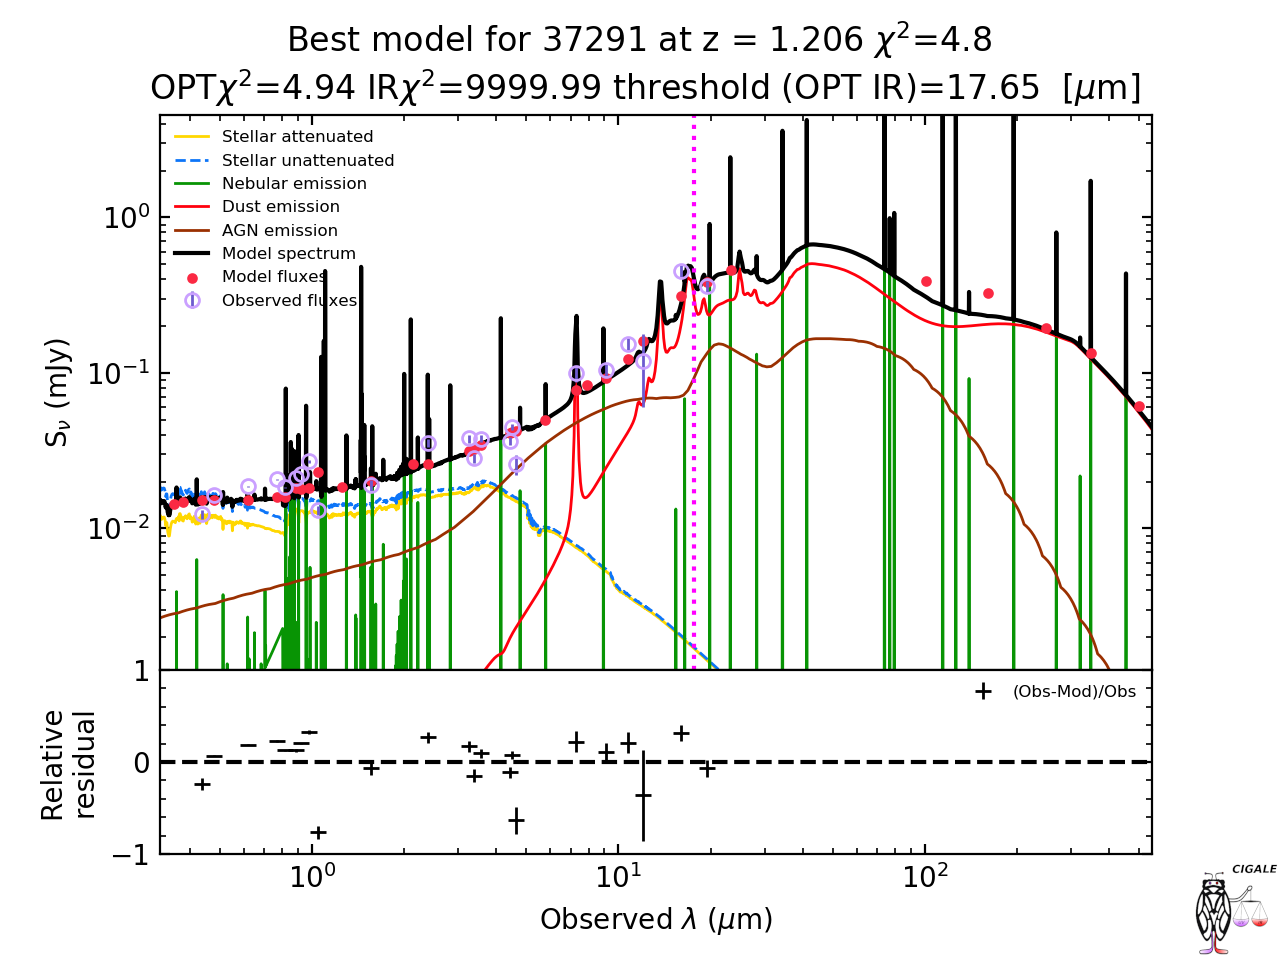 Best model for 37291 at z = 1.206 χ²=4.8
OPTχ²=4.94 IRχ²=9999.99 threshold (OPT IR)=17.65 [μm]
Stellar attenuated
Stellar unattenuated
Nebular emission
Dust emission
AGN emission
Model spectrum
Model fluxes
Observed fluxes
10⁰
10⁻¹
10⁻²
S_ν (mJy)
1
0
−1
Relative
residual
(Obs-Mod)/Obs
10⁰ 10¹ 10²
Observed λ (μm)
CIGALE